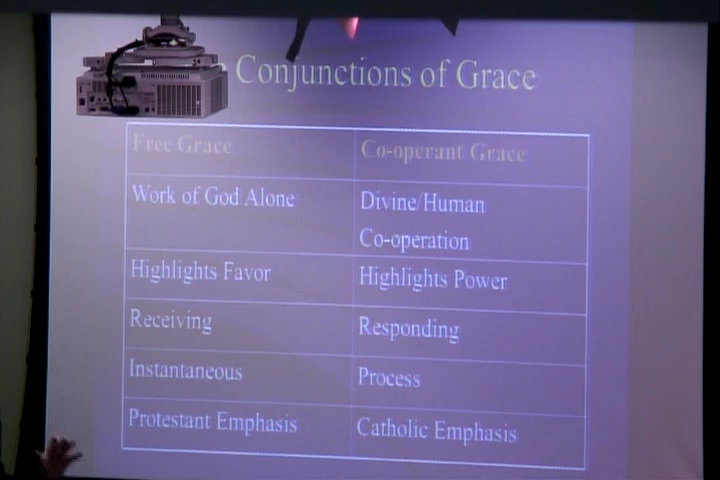 Conjunctions of Grace
Free Grace
Co-operant Grace
Work of God Alone
Divine/Human
Co-operation
Highlights Favor
Highlights Power
Receiving
Responding
Instantaneous
Process
Protestant Emphasis
Catholic Emphasis